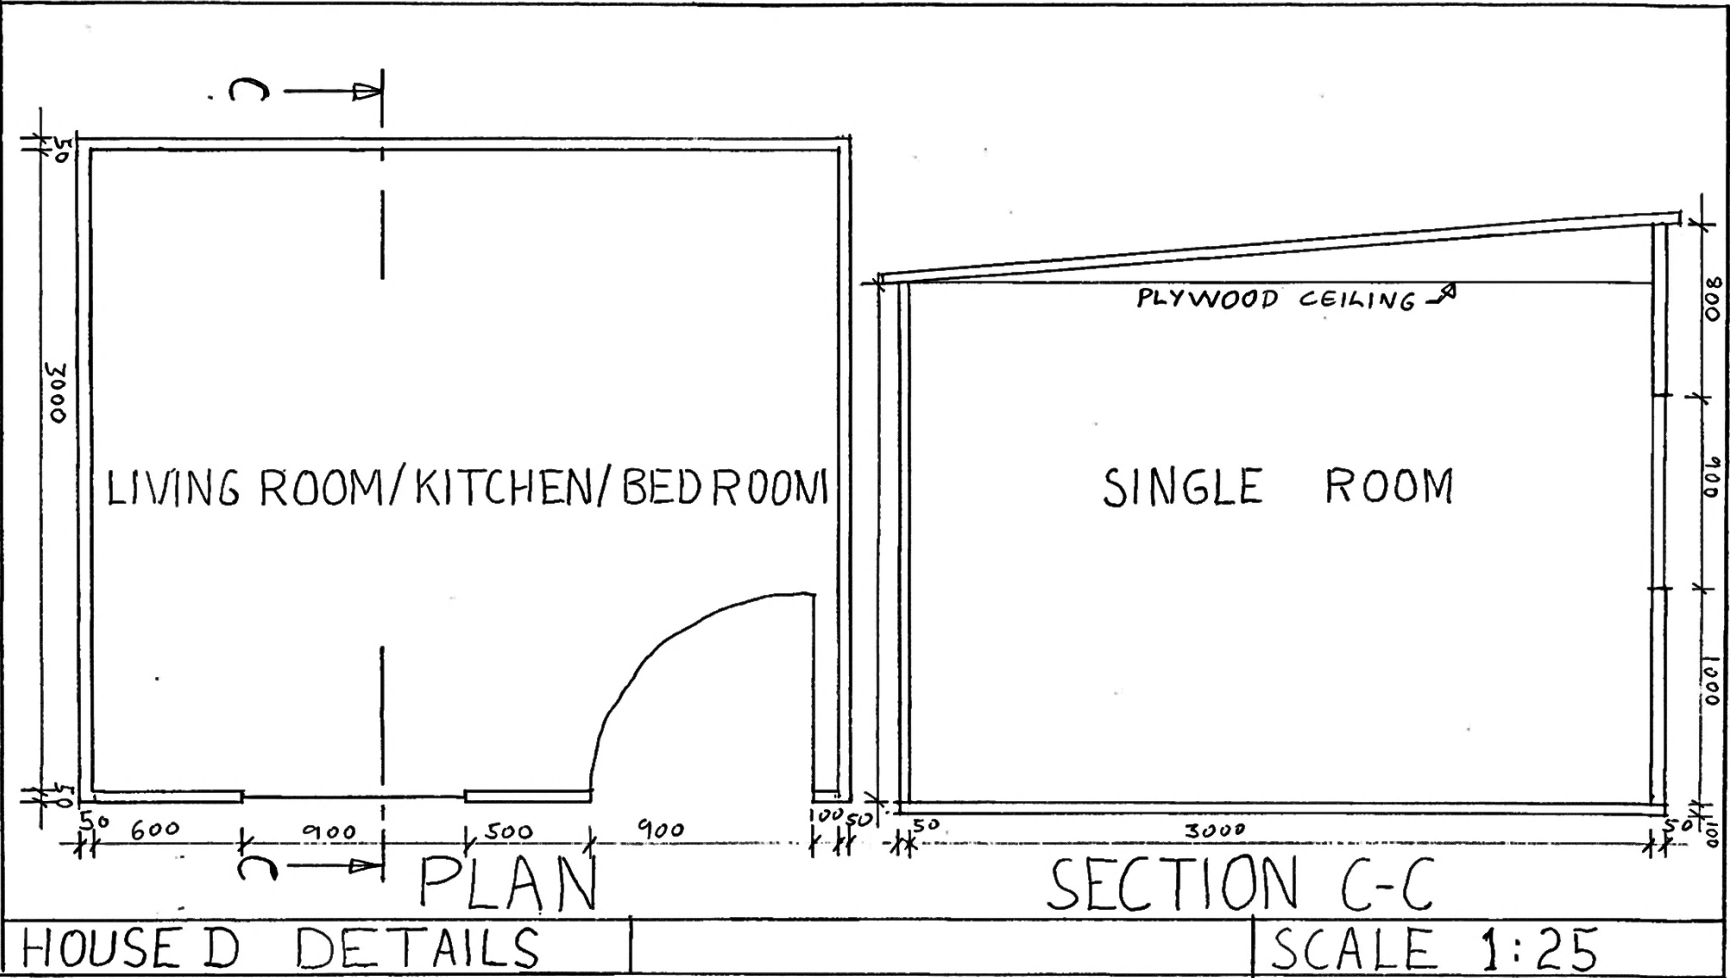 C
50
3000
LIVING ROOM/KITCHEN/BEDROOM
50
50 600 900 500 900 100 50
C
PLAN
PLYWOOD CEILING
SINGLE ROOM
800
900
1000
100
50 3000 50
SECTION C-C
HOUSE D DETAILS
SCALE 1:25